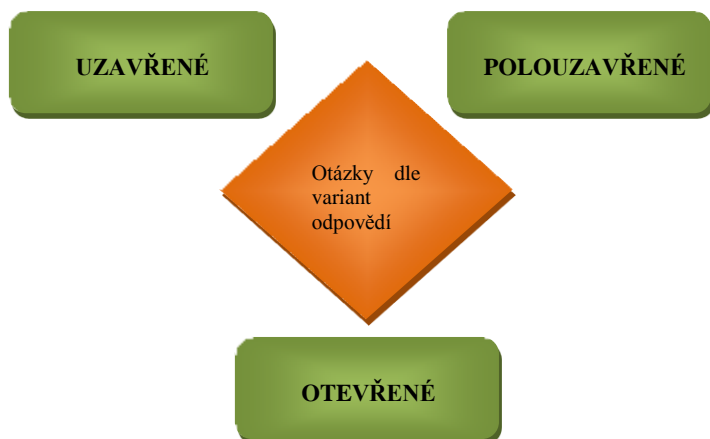 UZAVŘENÉ
POLOUZAVŘENÉ
Otázky dle
variant
odpovědí
OTEVŘENÉ